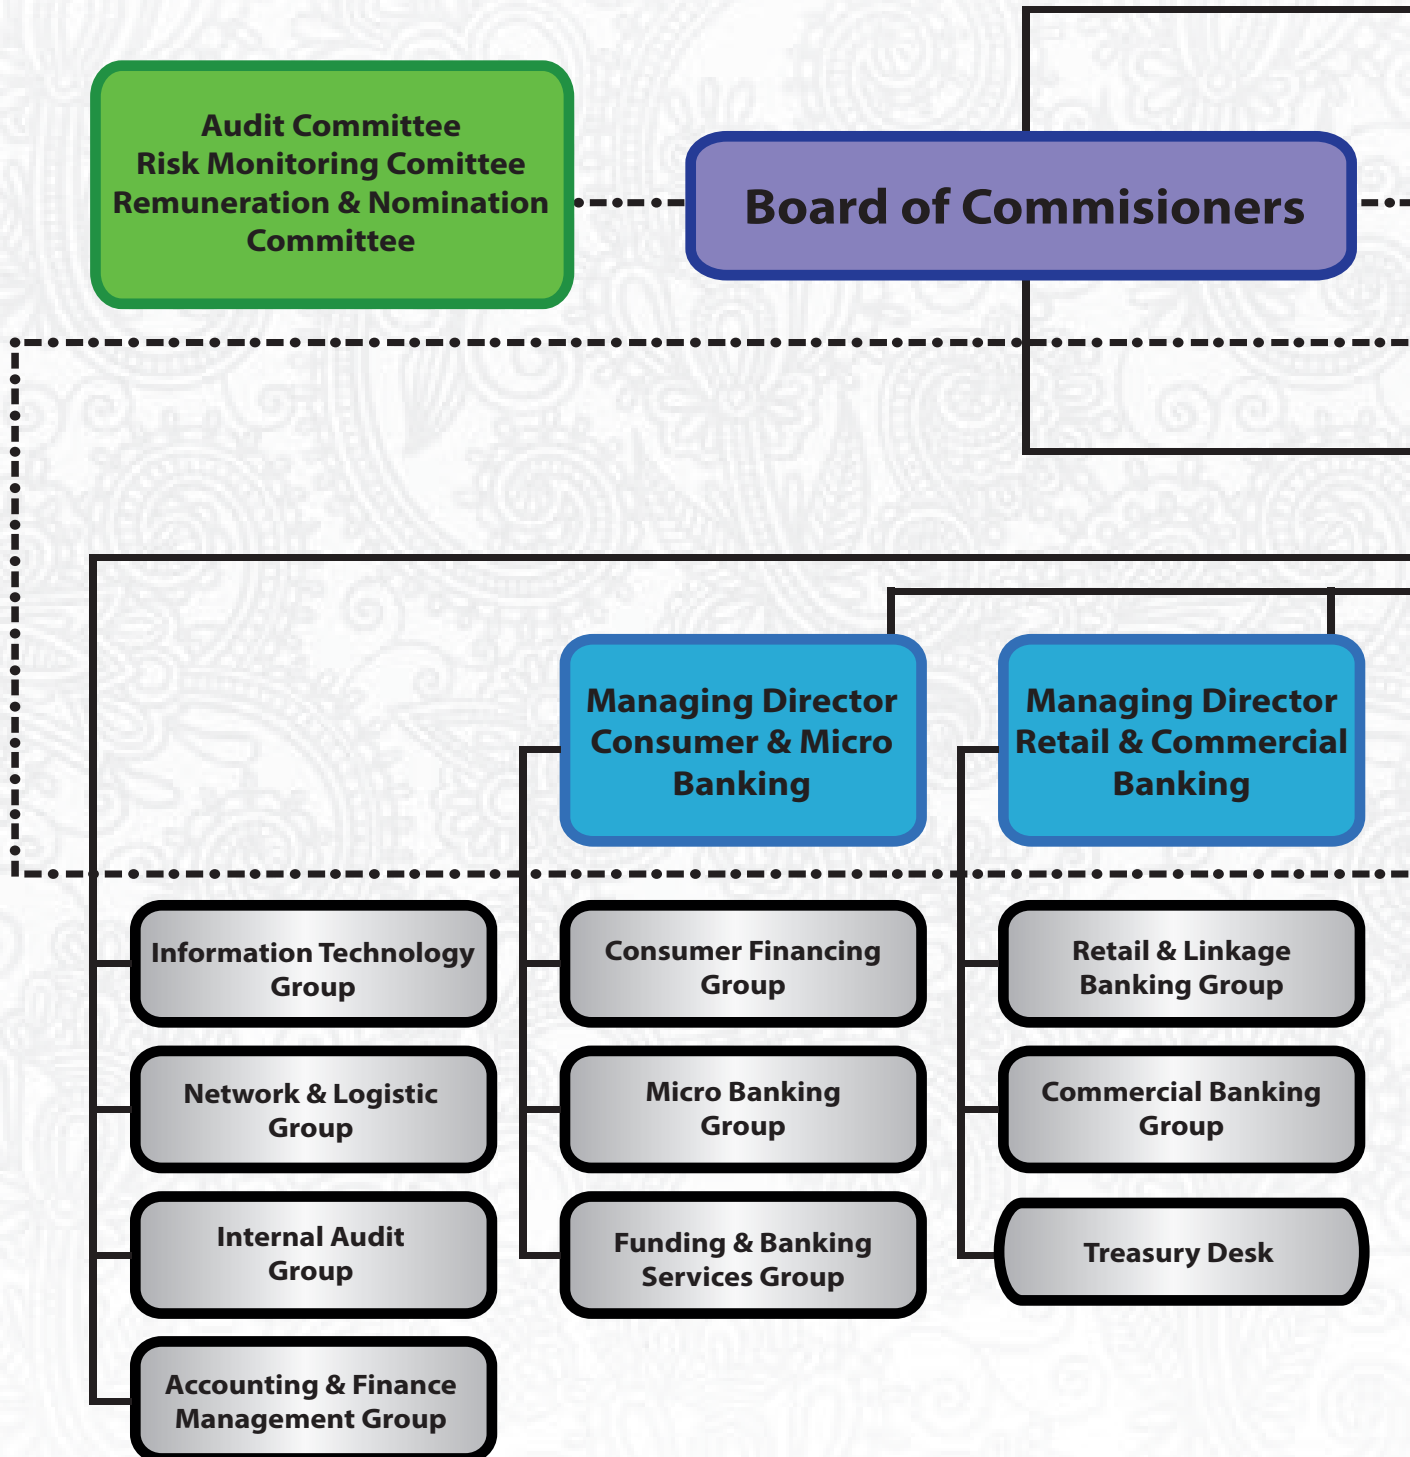 Audit Committee
Risk Monitoring Comittee
Remuneration & Nomination
Committee
Board of Commisioners
Managing Director
Consumer & Micro
Banking
Managing Director
Retail & Commercial
Banking
Information Technology
Group
Network & Logistic
Group
Internal Audit
Group
Accounting & Finance
Management Group
Consumer Financing
Group
Micro Banking
Group
Funding & Banking
Services Group
Retail & Linkage
Banking Group
Commercial Banking
Group
Treasury Desk